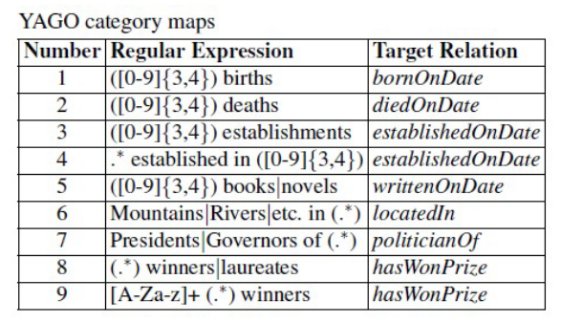 YAGO category maps
Number Regular Expression Target Relation
1 ([0-9]{3,4}) births bornOnDate
2 ([0-9]{3,4}) deaths diedOnDate
3 ([0-9]{3,4}) establishments establishedOnDate
4 .* established in ([0-9]{3,4}) establishedOnDate
5 ([0-9]{3,4}) books|novels writtenOnDate
6 Mountains|Rivers|etc. in (.*) locatedIn
7 Presidents|Governors of (.*) politicianOf
8 (.*) winners|laureates hasWonPrize
9 [A-Za-z]+ (.*) winners hasWonPrize